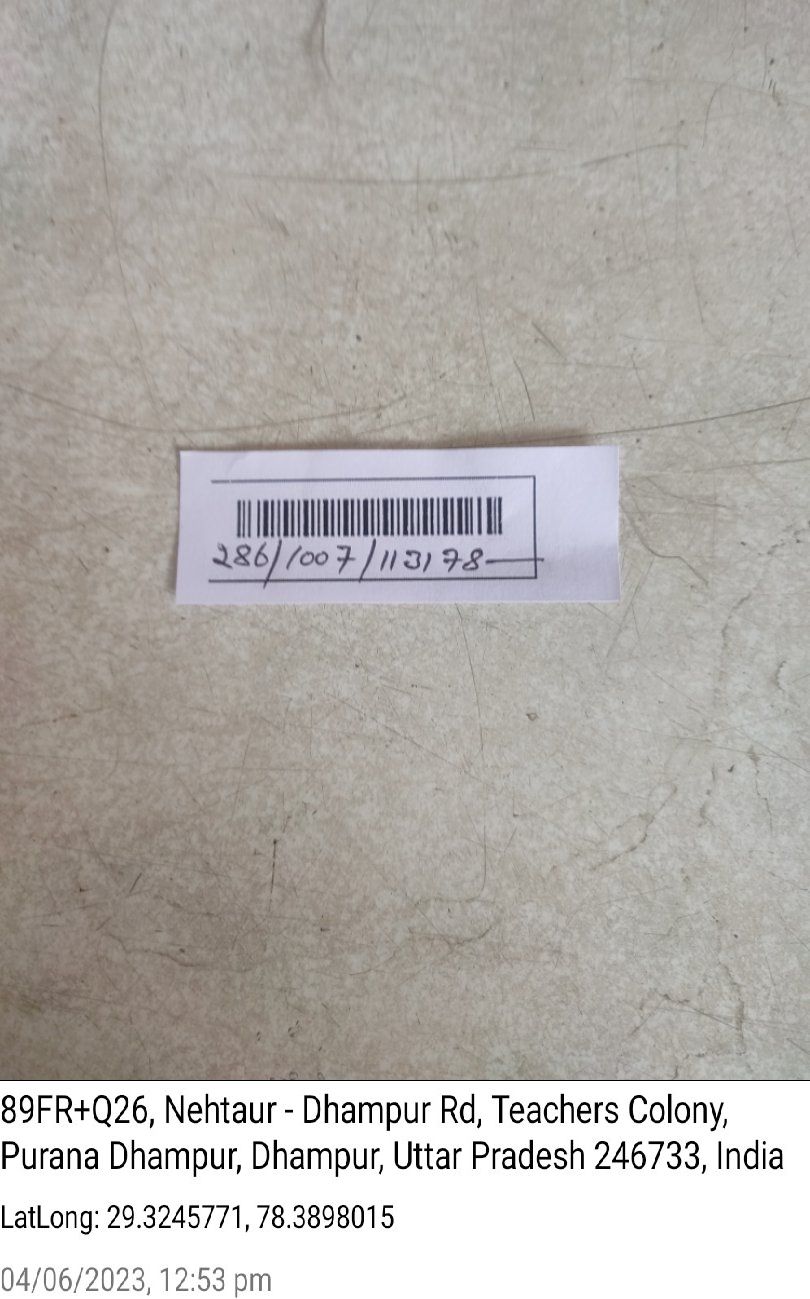 286/1007/113178
89FR+Q26, Nehtaur - Dhampur Rd, Teachers Colony,
Purana Dhampur, Dhampur, Uttar Pradesh 246733, India
LatLong: 29.3245771, 78.3898015
04/06/2023, 12:53 pm